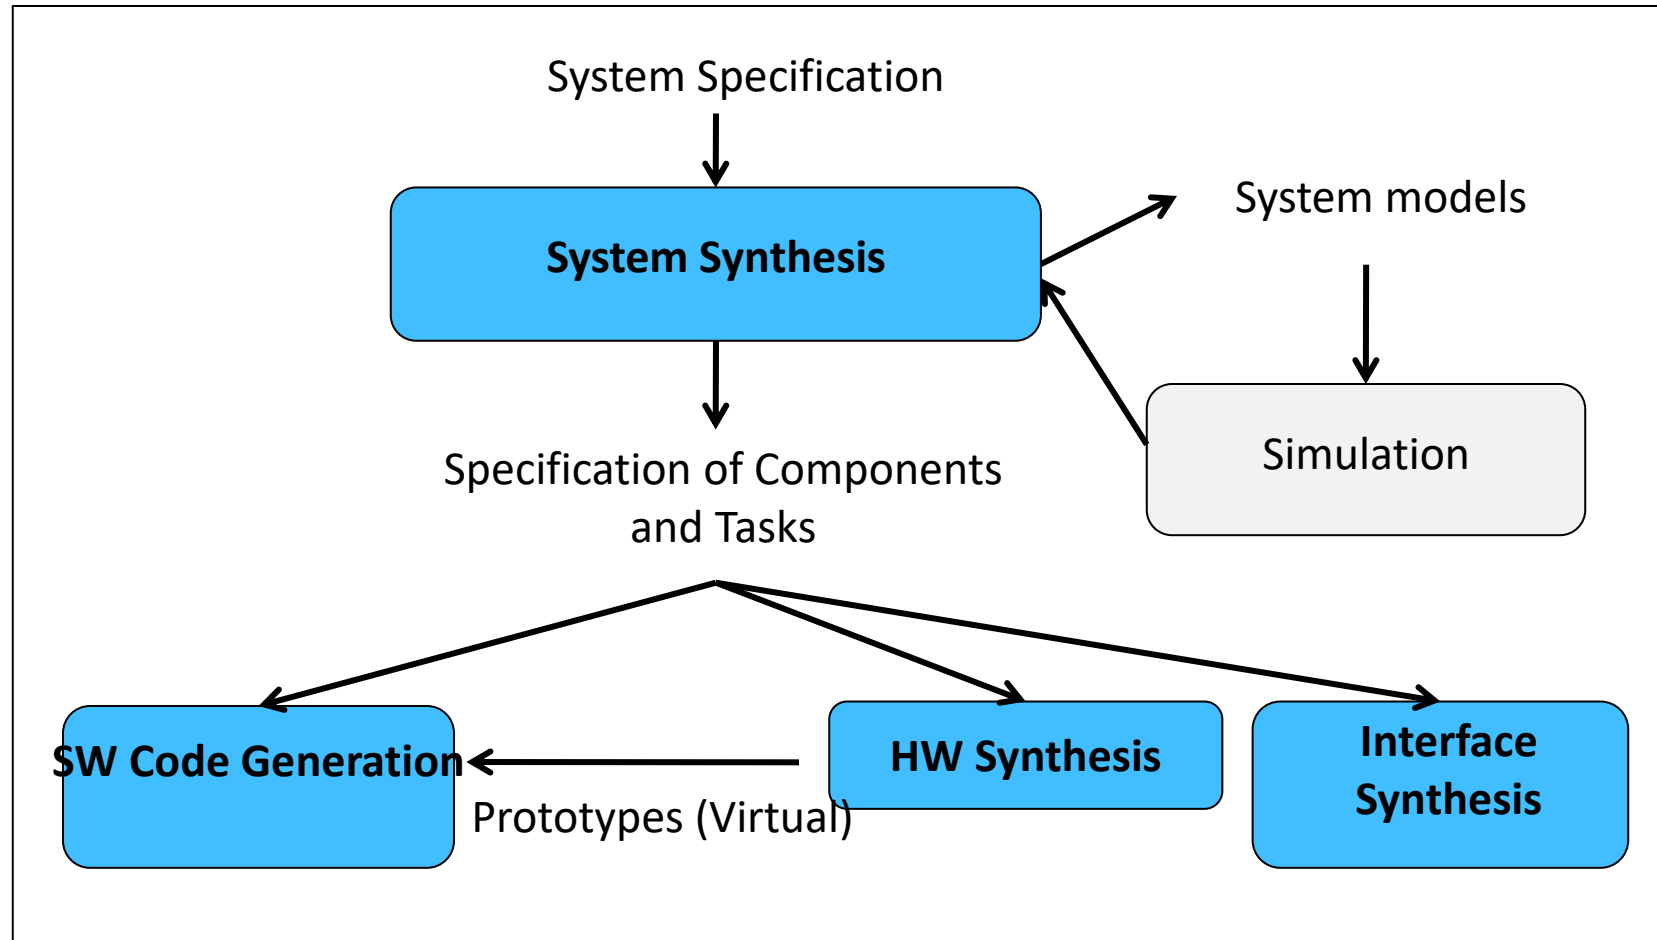 System Specification
System Synthesis
System models
Simulation
Specification of Components
and Tasks
SW Code Generation
Prototypes (Virtual)
HW Synthesis
Interface
Synthesis